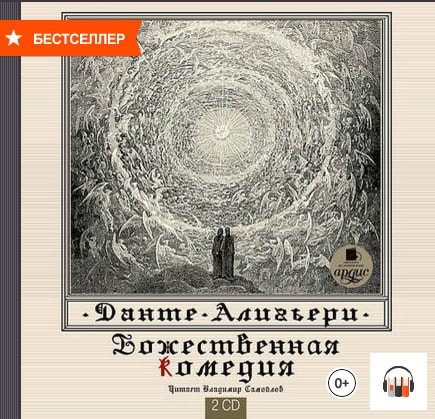 БЕСТСЕЛЛЕР
ардис
· Данте · Алигьери ·
Божественная
Комедия
Читает Владимир Самойлов
0+
2 CD